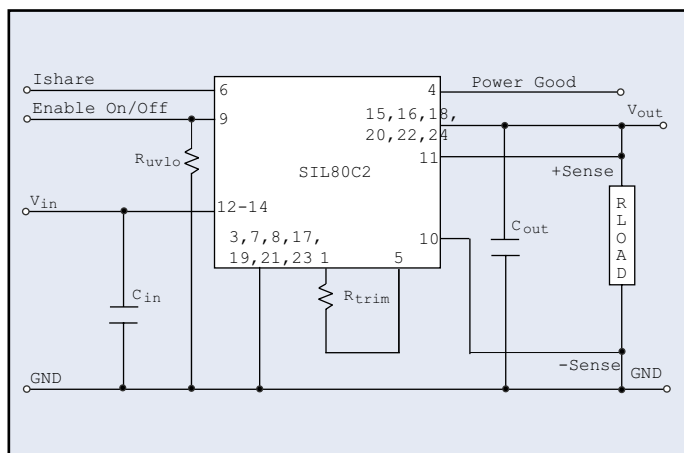 Ishare
6
4
Power Good
Enable On/Off
9
15,16,18,
20,22,24
Vout
Ruvlo
SIL80C2
11
+Sense
Vin
12-14
3,7,8,17,
19,21,23
1
5
10
Cout
RLOAD
Cin
Rtrim
-Sense
GND
GND